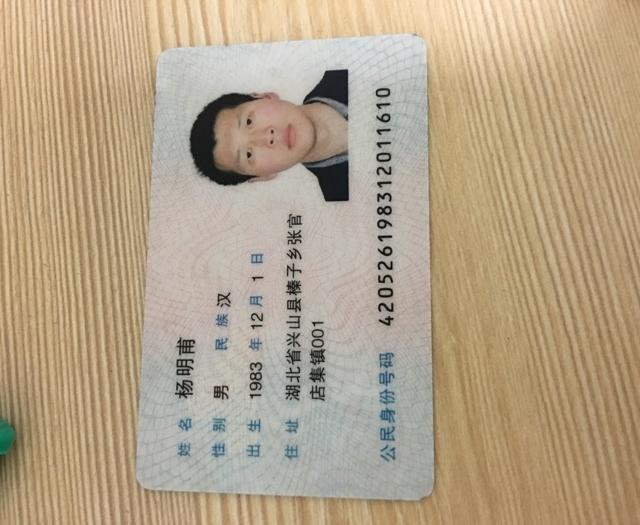 姓名 杨明甫
性别 男 民族 汉
出生 1983 年 12 月 1 日
住址 湖北省兴山县榛子乡张官
店集镇001
公民身份号码 420526198312011610